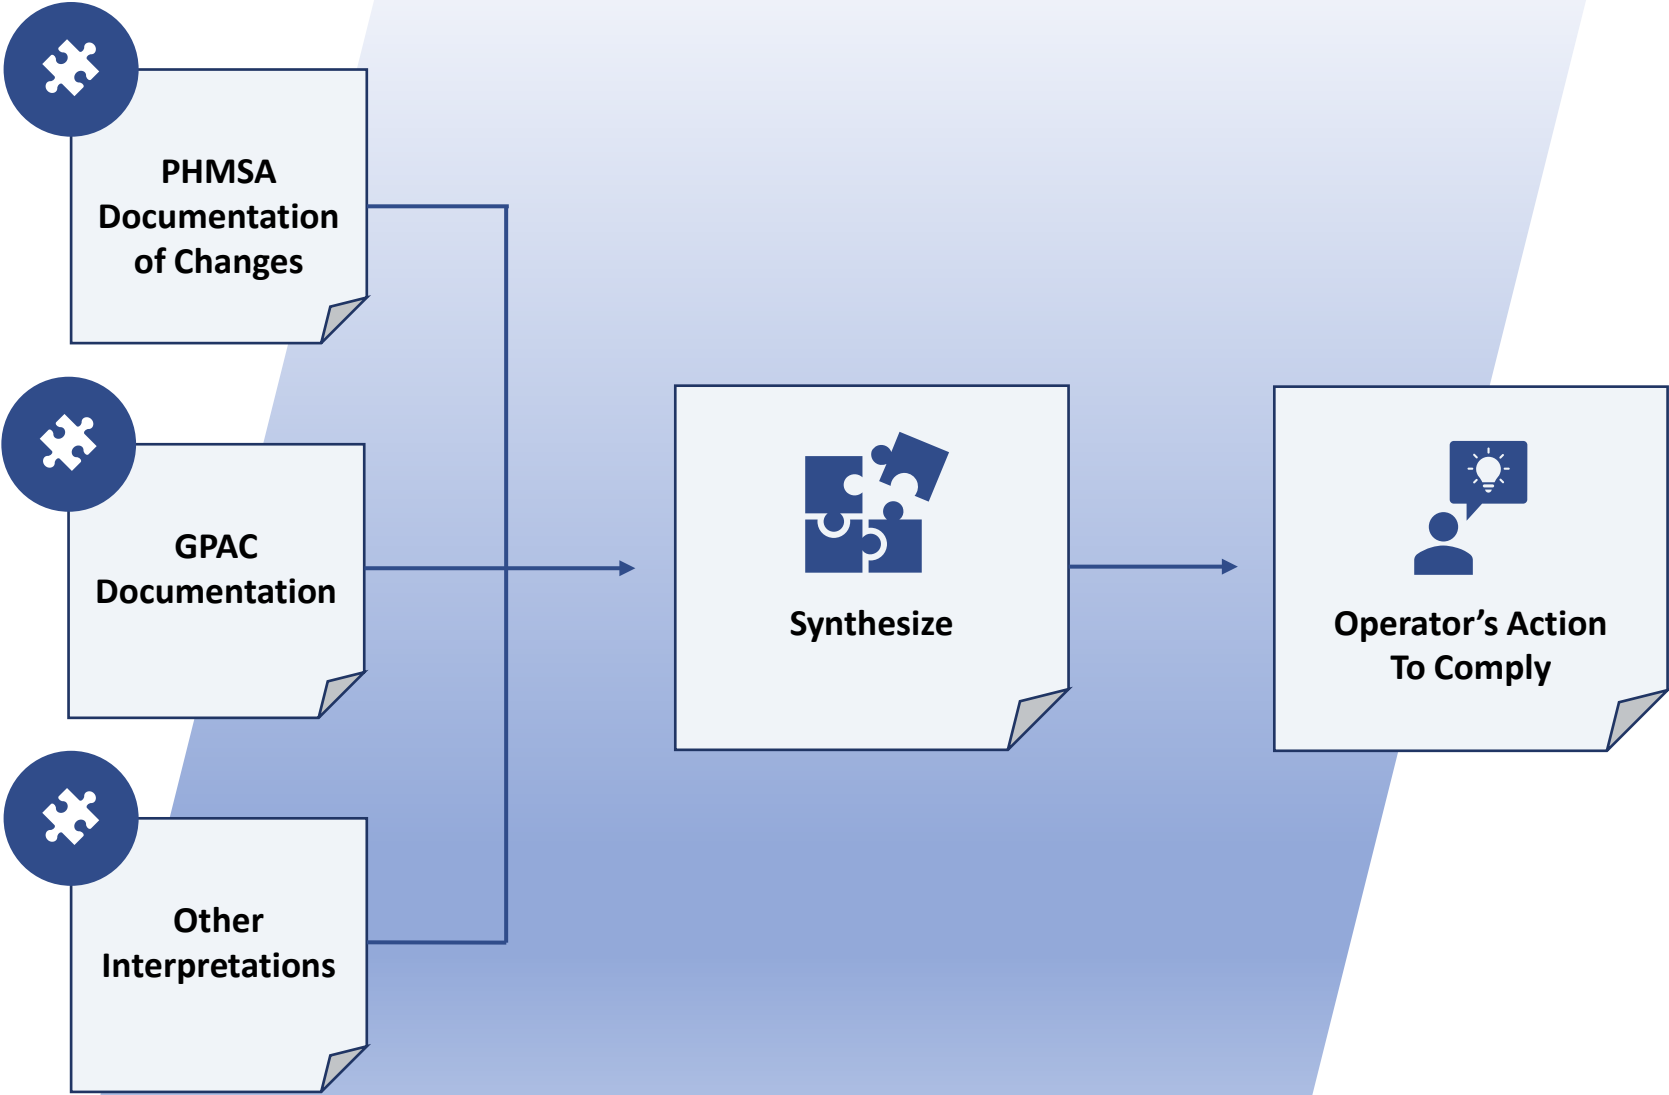 PHMSA
Documentation
of Changes
GPAC
Documentation
Other
Interpretations
Synthesize
Operator’s Action
To Comply